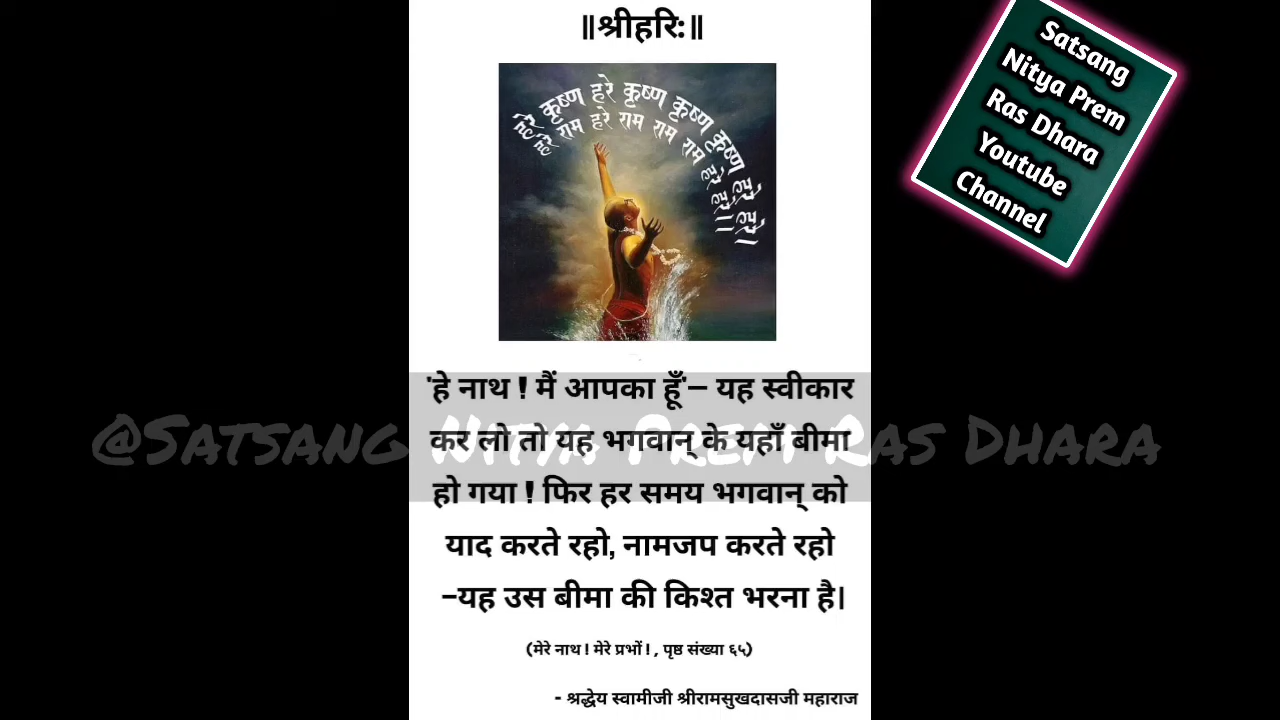 ॥श्रीहरिः॥
हरे कृष्ण हरे कृष्ण कृष्ण कृष्ण हरे हरे।
हरे राम हरे राम राम राम हरे हरे।।
Satsang
Nitya Prem
Ras Dhara
Youtube
Channel
'हे नाथ ! मैं आपका हूँ'– यह स्वीकार
कर लो तो यह भगवान् के यहाँ बीमा
@Satsang Nitya Prem Ras Dhara
हो गया ! फिर हर समय भगवान् को
याद करते रहो, नामजप करते रहो
–यह उस बीमा की किश्त भरना है।
(मेरे नाथ ! मेरे प्रभों ! , पृष्ठ संख्या ६५)
- श्रद्धेय स्वामीजी श्रीरामसुखदासजी महाराज